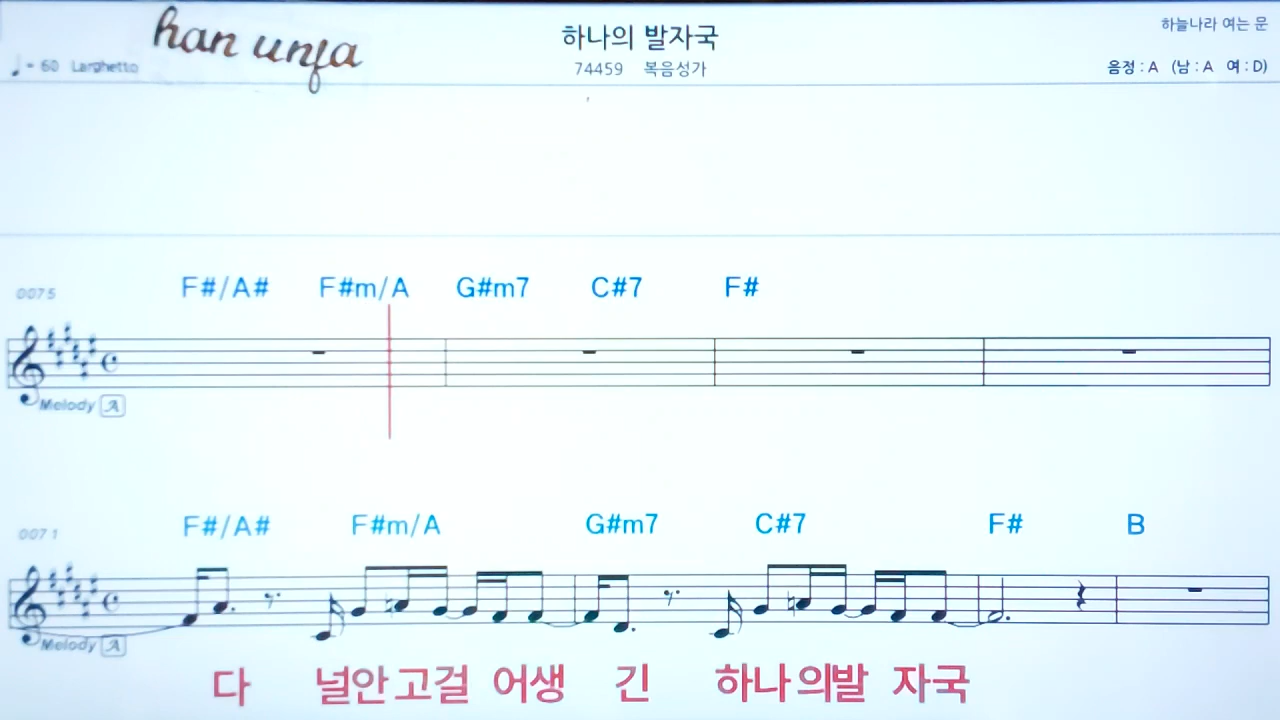 han unja
하나의 발자국
하늘나라 여는 문
♩= 60 Larghetto
74459 복음성가
음정 : A (남 : A 여 : D)
0075
F#/A# F#m/A G#m7 C#7 F#
Melody A
0071
F#/A# F#m/A G#m7 C#7 F# B
Melody A
다 널안고걸 어생 긴 하나의발 자국